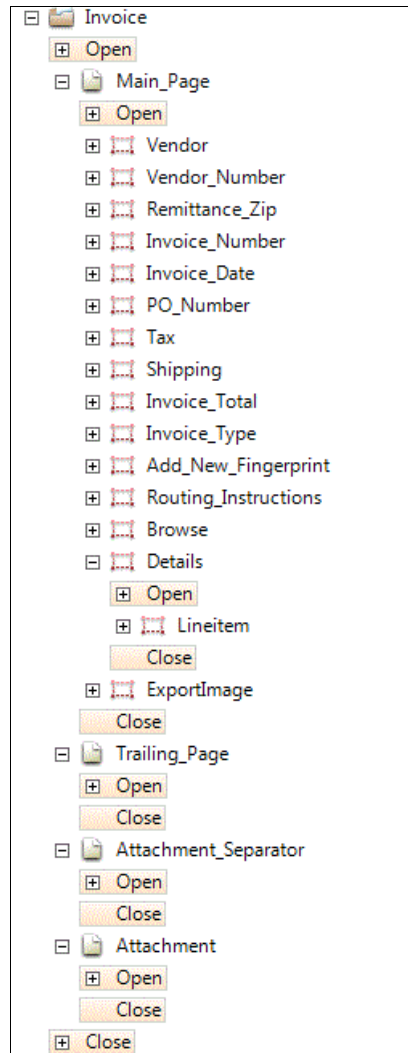 Invoice
Open
Main_Page
Open
Vendor
Vendor_Number
Remittance_Zip
Invoice_Number
Invoice_Date
PO_Number
Tax
Shipping
Invoice_Total
Invoice_Type
Add_New_Fingerprint
Routing_Instructions
Browse
Details
Open
Lineitem
Close
ExportImage
Close
Trailing_Page
Open
Close
Attachment_Separator
Open
Close
Attachment
Open
Close
Close